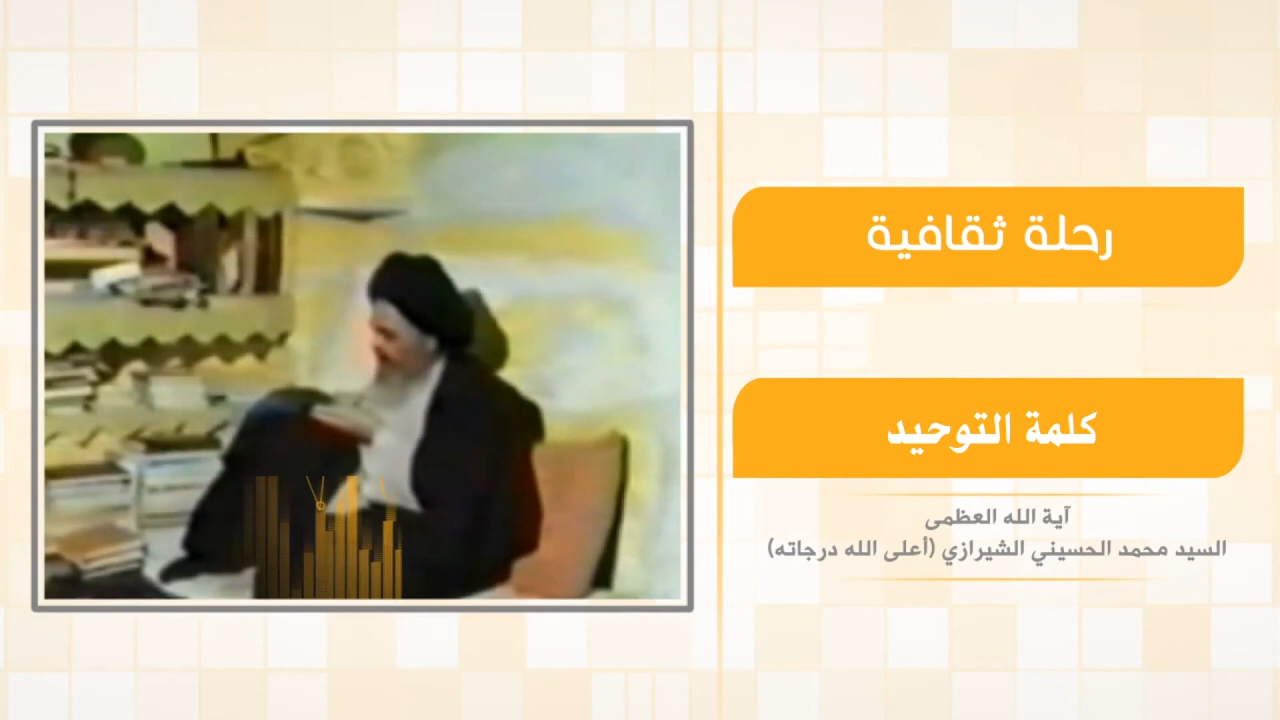 رحلة ثقافية
كلمة التوحيد
آية الله العظمى
السيد محمد الحسيني الشيرازي (أعلى الله درجاته)